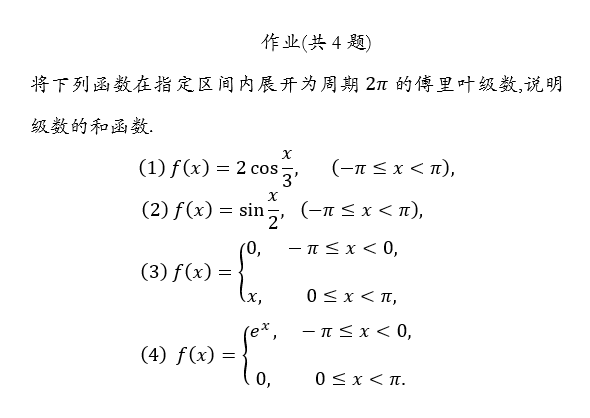 作业(共 4 题)
将下列函数在指定区间内展开为周期 2π 的傅里叶级数,说明
级数的和函数.
(1) f(x) = 2 cos x/3, (−π ≤ x < π),
(2) f(x) = sin x/2, (−π ≤ x < π),
(3) f(x) = { 0, − π ≤ x < 0,
x, 0 ≤ x < π,
(4) f(x) = { eˣ, − π ≤ x < 0,
0, 0 ≤ x < π.